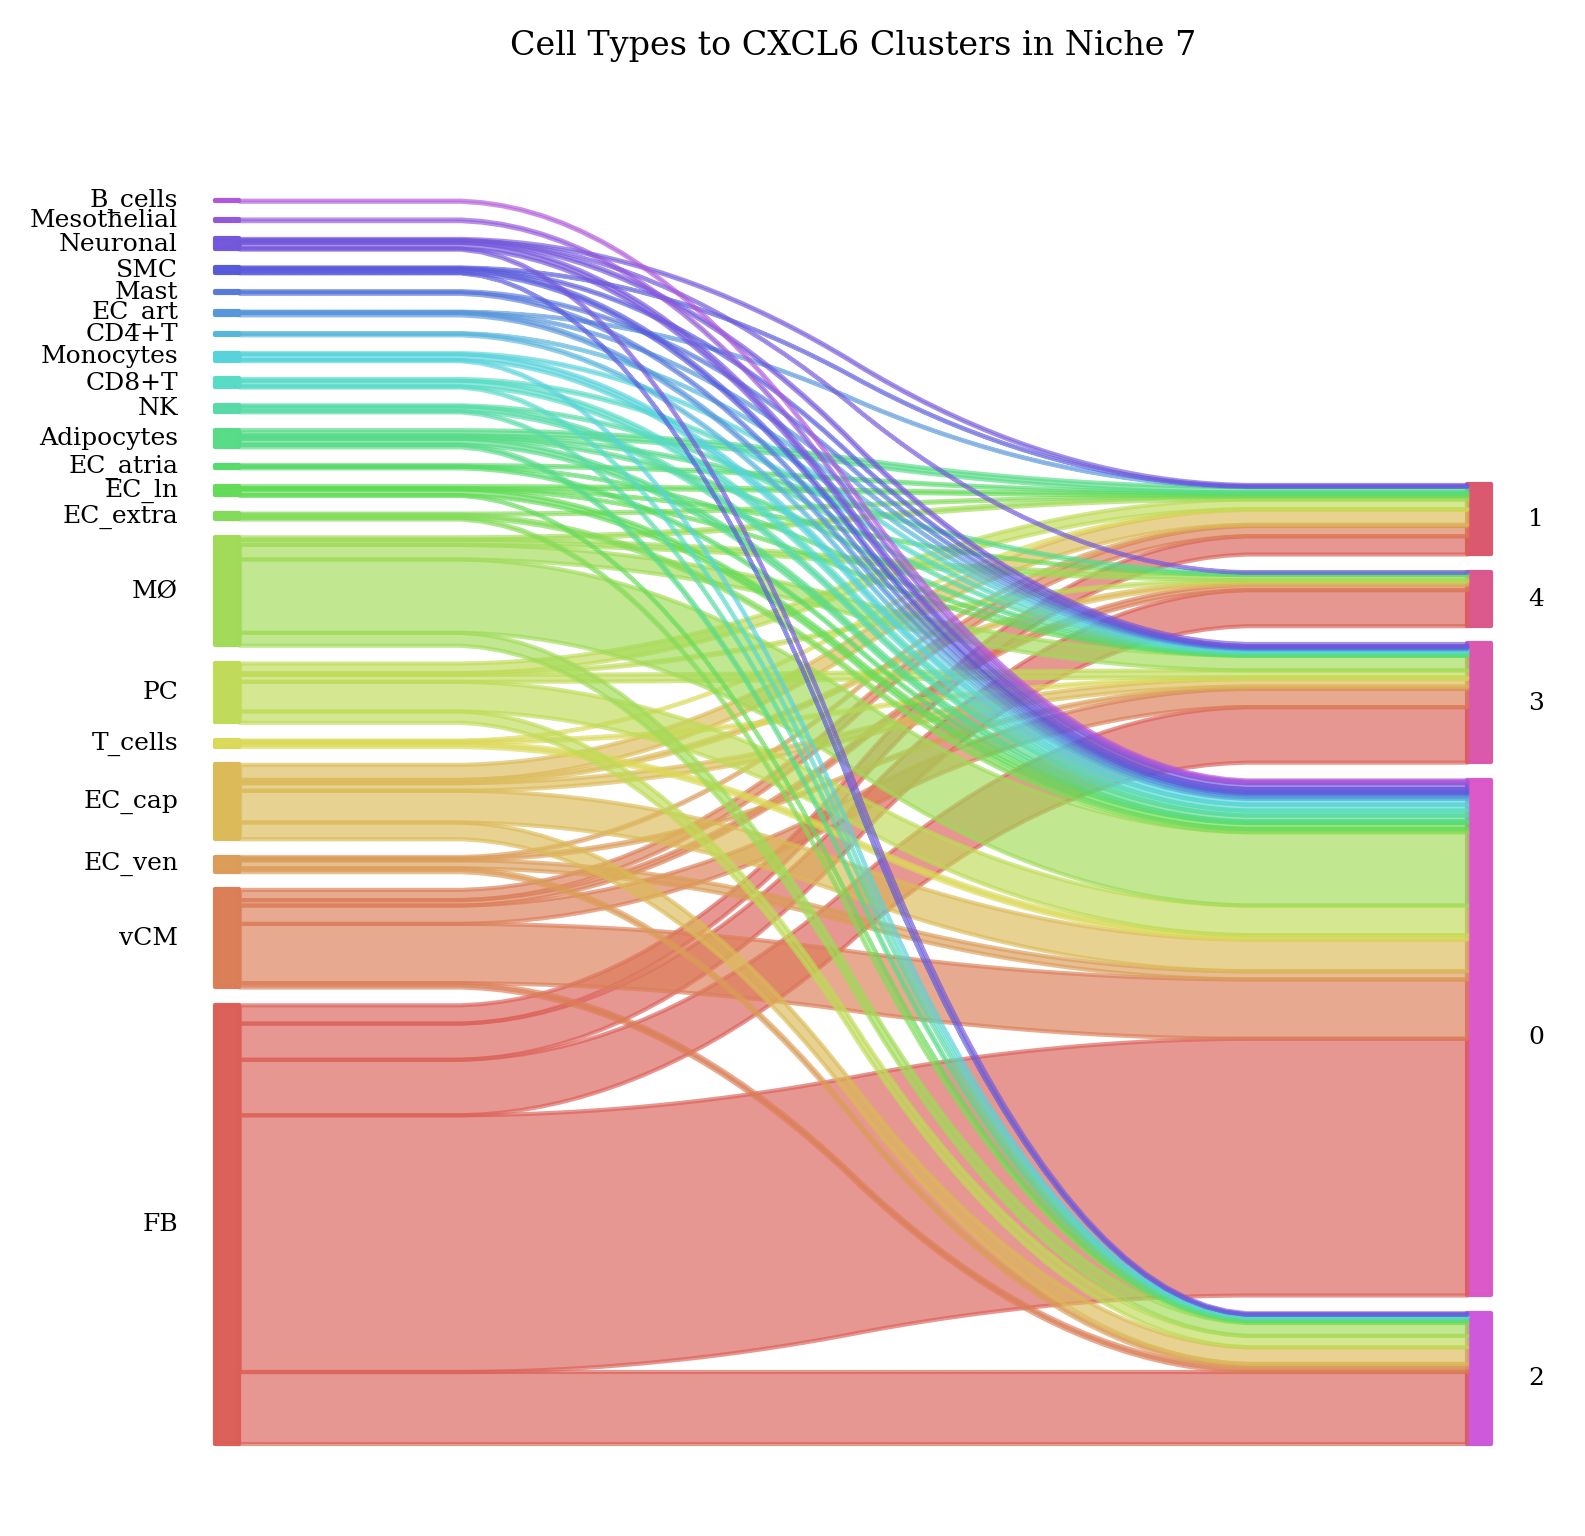 Cell Types to CXCL6 Clusters in Niche 7
B_cells
Mesothelial
Neuronal
SMC
Mast
EC_art
CD4+T
Monocytes
CD8+T
NK
Adipocytes
EC_atria
EC_ln
EC_extra
MØ
PC
T_cells
EC_cap
EC_ven
vCM
FB
1
4
3
0
2